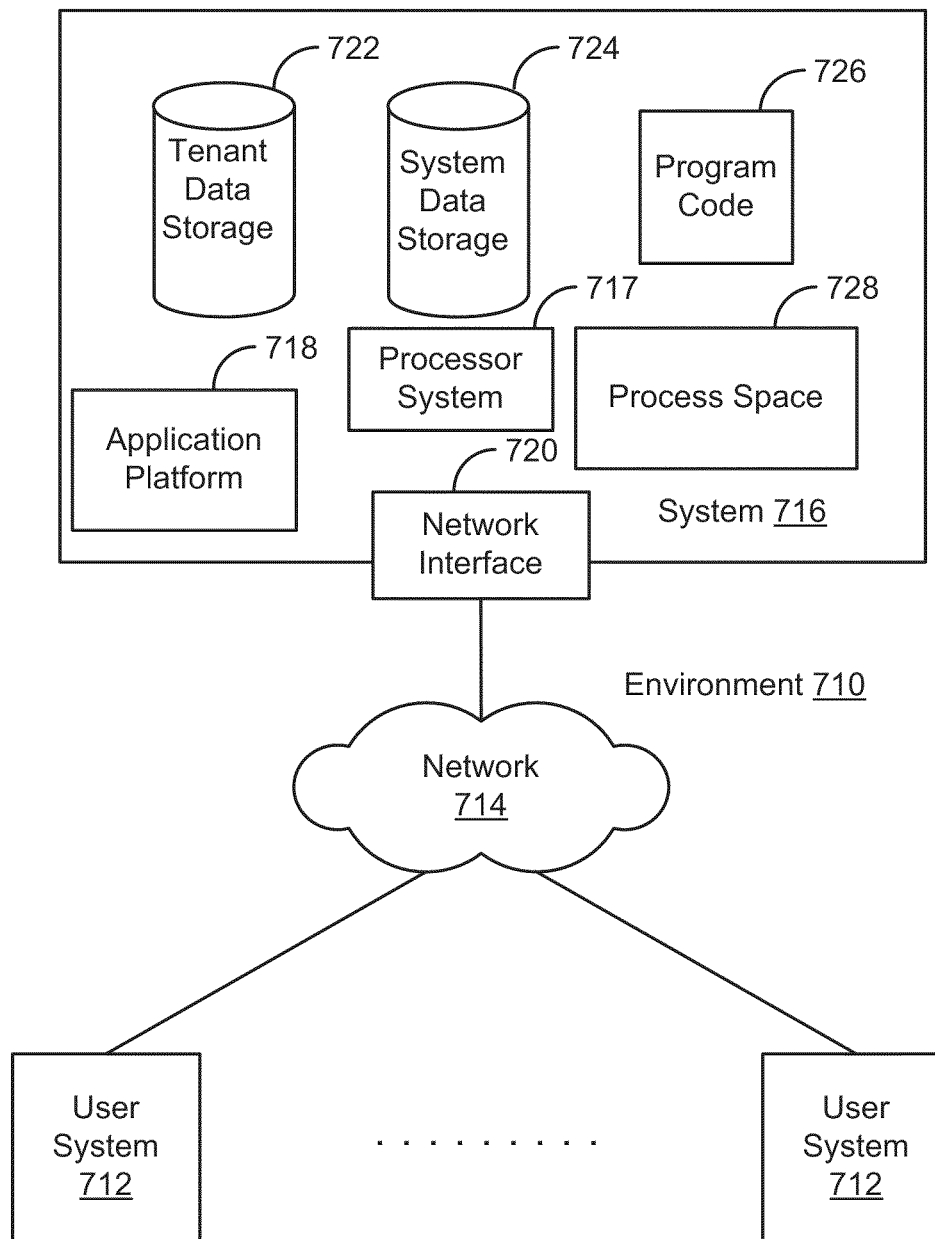 722
724
726
Tenant
Data
Storage
System
Data
Storage
Program
Code
717
728
718
Processor
System
Process Space
Application
Platform
720
System 716
Network
Interface
Environment 710
Network
714
User
System
712
. . . . . . . . .
User
System
712